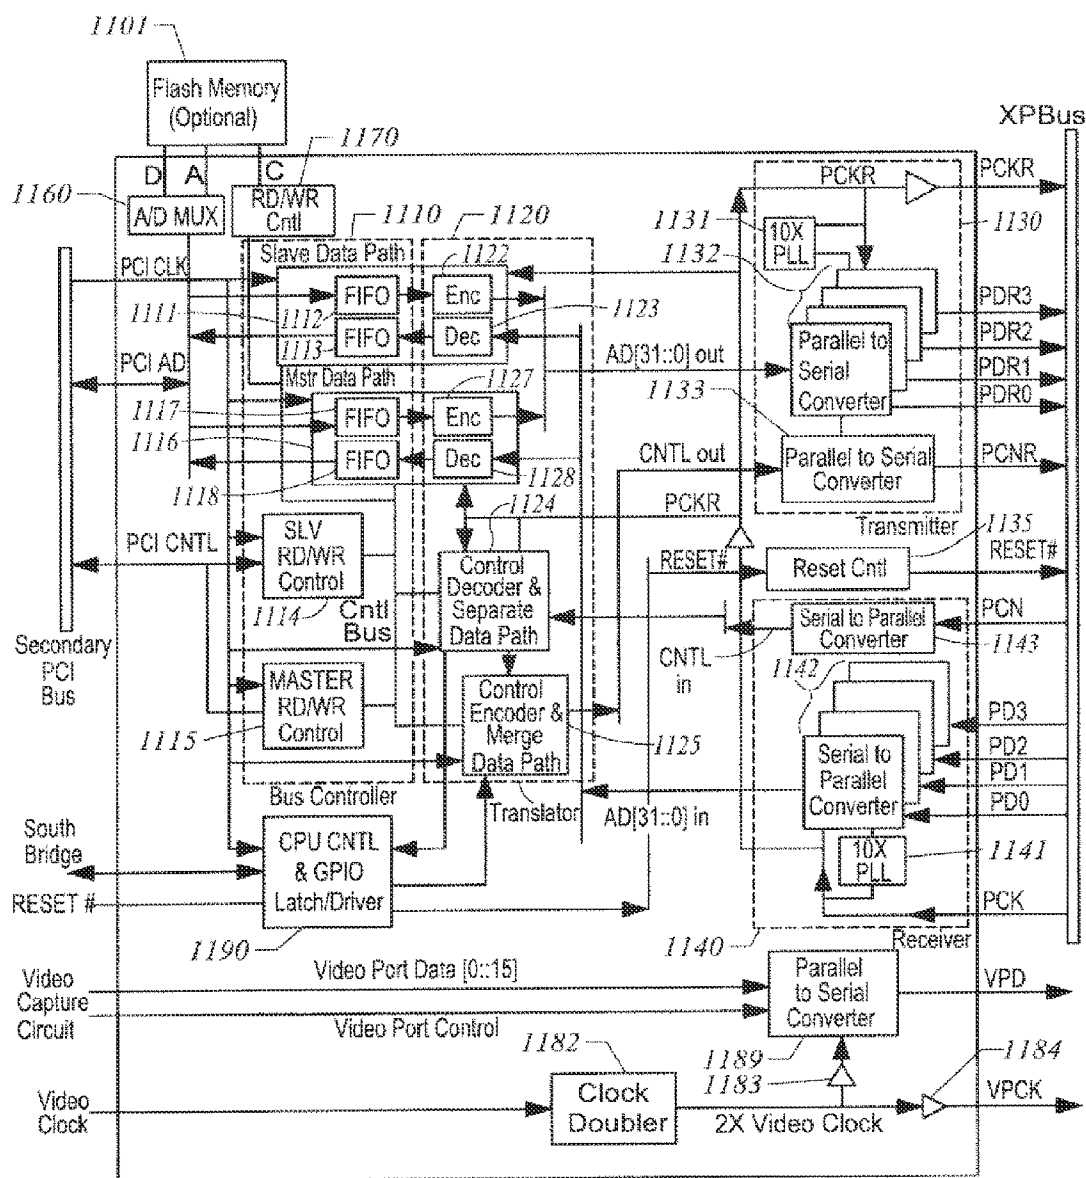 1101
Flash Memory
(Optional)
XPBus
D
A
C
1170
1160
A/D MUX
RD/WR
Cntl
1110
1120
PCKR
PCKR
1130
1131
10X
PLL
1132
PCI CLK
Slave Data Path
1122
FIFO
Enc
1111
1112
1123
FIFO
Dec
1113
PDR3
PDR2
PDR1
PDR0
Parallel to
Serial
Converter
AD[31::0] out
PCI AD
Mstr Data Path
1127
1133
1117
FIFO
Enc
1116
FIFO
Dec
1118
1128
CNTL out
Parallel to Serial
Converter
PCNR
1124
PCKR
Transmitter
1135
PCI CNTL
SLV
RD/WR
Control
1114
Control
Decoder &
Separate
Data Path
RESET#
Reset Cntl
RESET#
Cntl
Bus
Serial to Parallel
Converter
PCN
1143
Secondary
PCI
Bus
CNTL
in
1142
MASTER
RD/WR
Control
1115
Control
Encoder &
Merge
Data Path
1125
PD3
PD2
PD1
PD0
Serial to
Parallel
Converter
Bus Controller
Translator
AD[31::0] in
South
Bridge
CPU CNTL
& GPIO
Latch/Driver
10X
PLL
1141
RESET #
PCK
1190
1140
Receiver
Video
Capture
Circuit
Video Port Data [0::15]
Parallel
to Serial
Converter
VPD
Video Port Control
1182
1189
1184
1183
Video
Clock
Clock
Doubler
2X Video Clock
VPCK